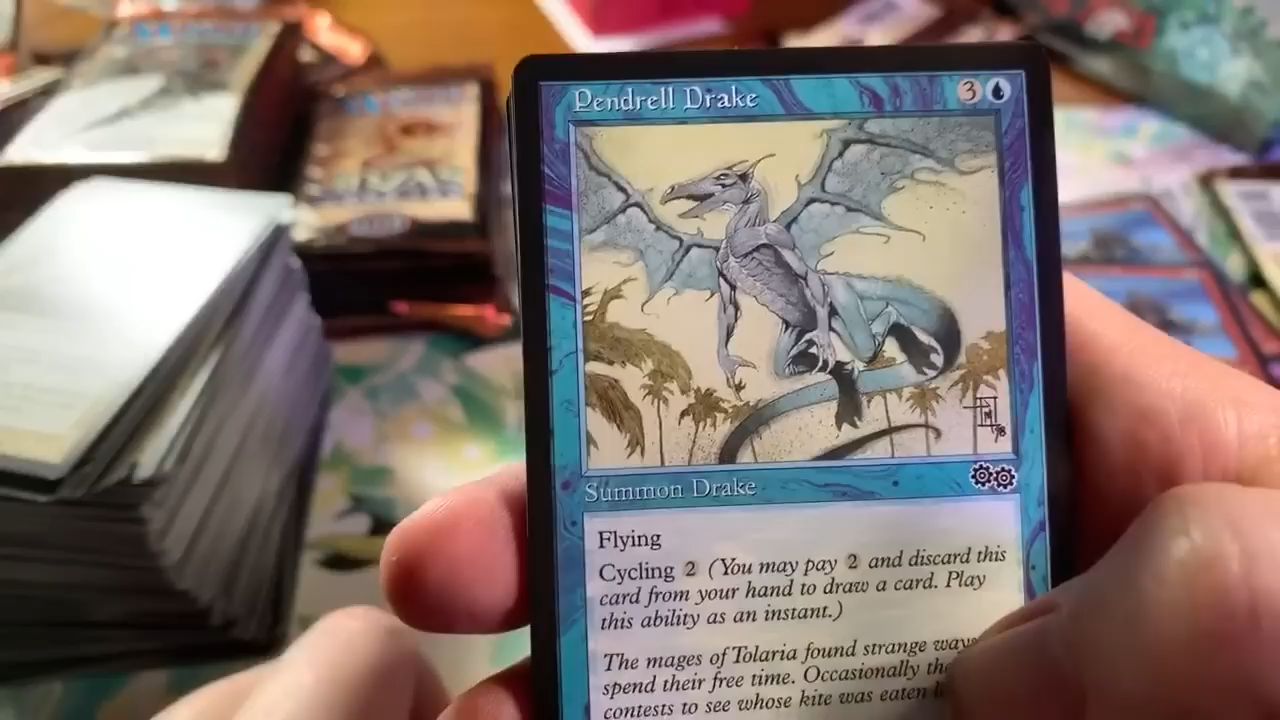 Pendrell Drake
3
Summon Drake
Flying
Cycling 2 (You may pay 2 and discard this
card from your hand to draw a card. Play
this ability as an instant.)
The mages of Tolaria found strange ways
spend their free time. Occasionally
contests to see whose kite was eaten